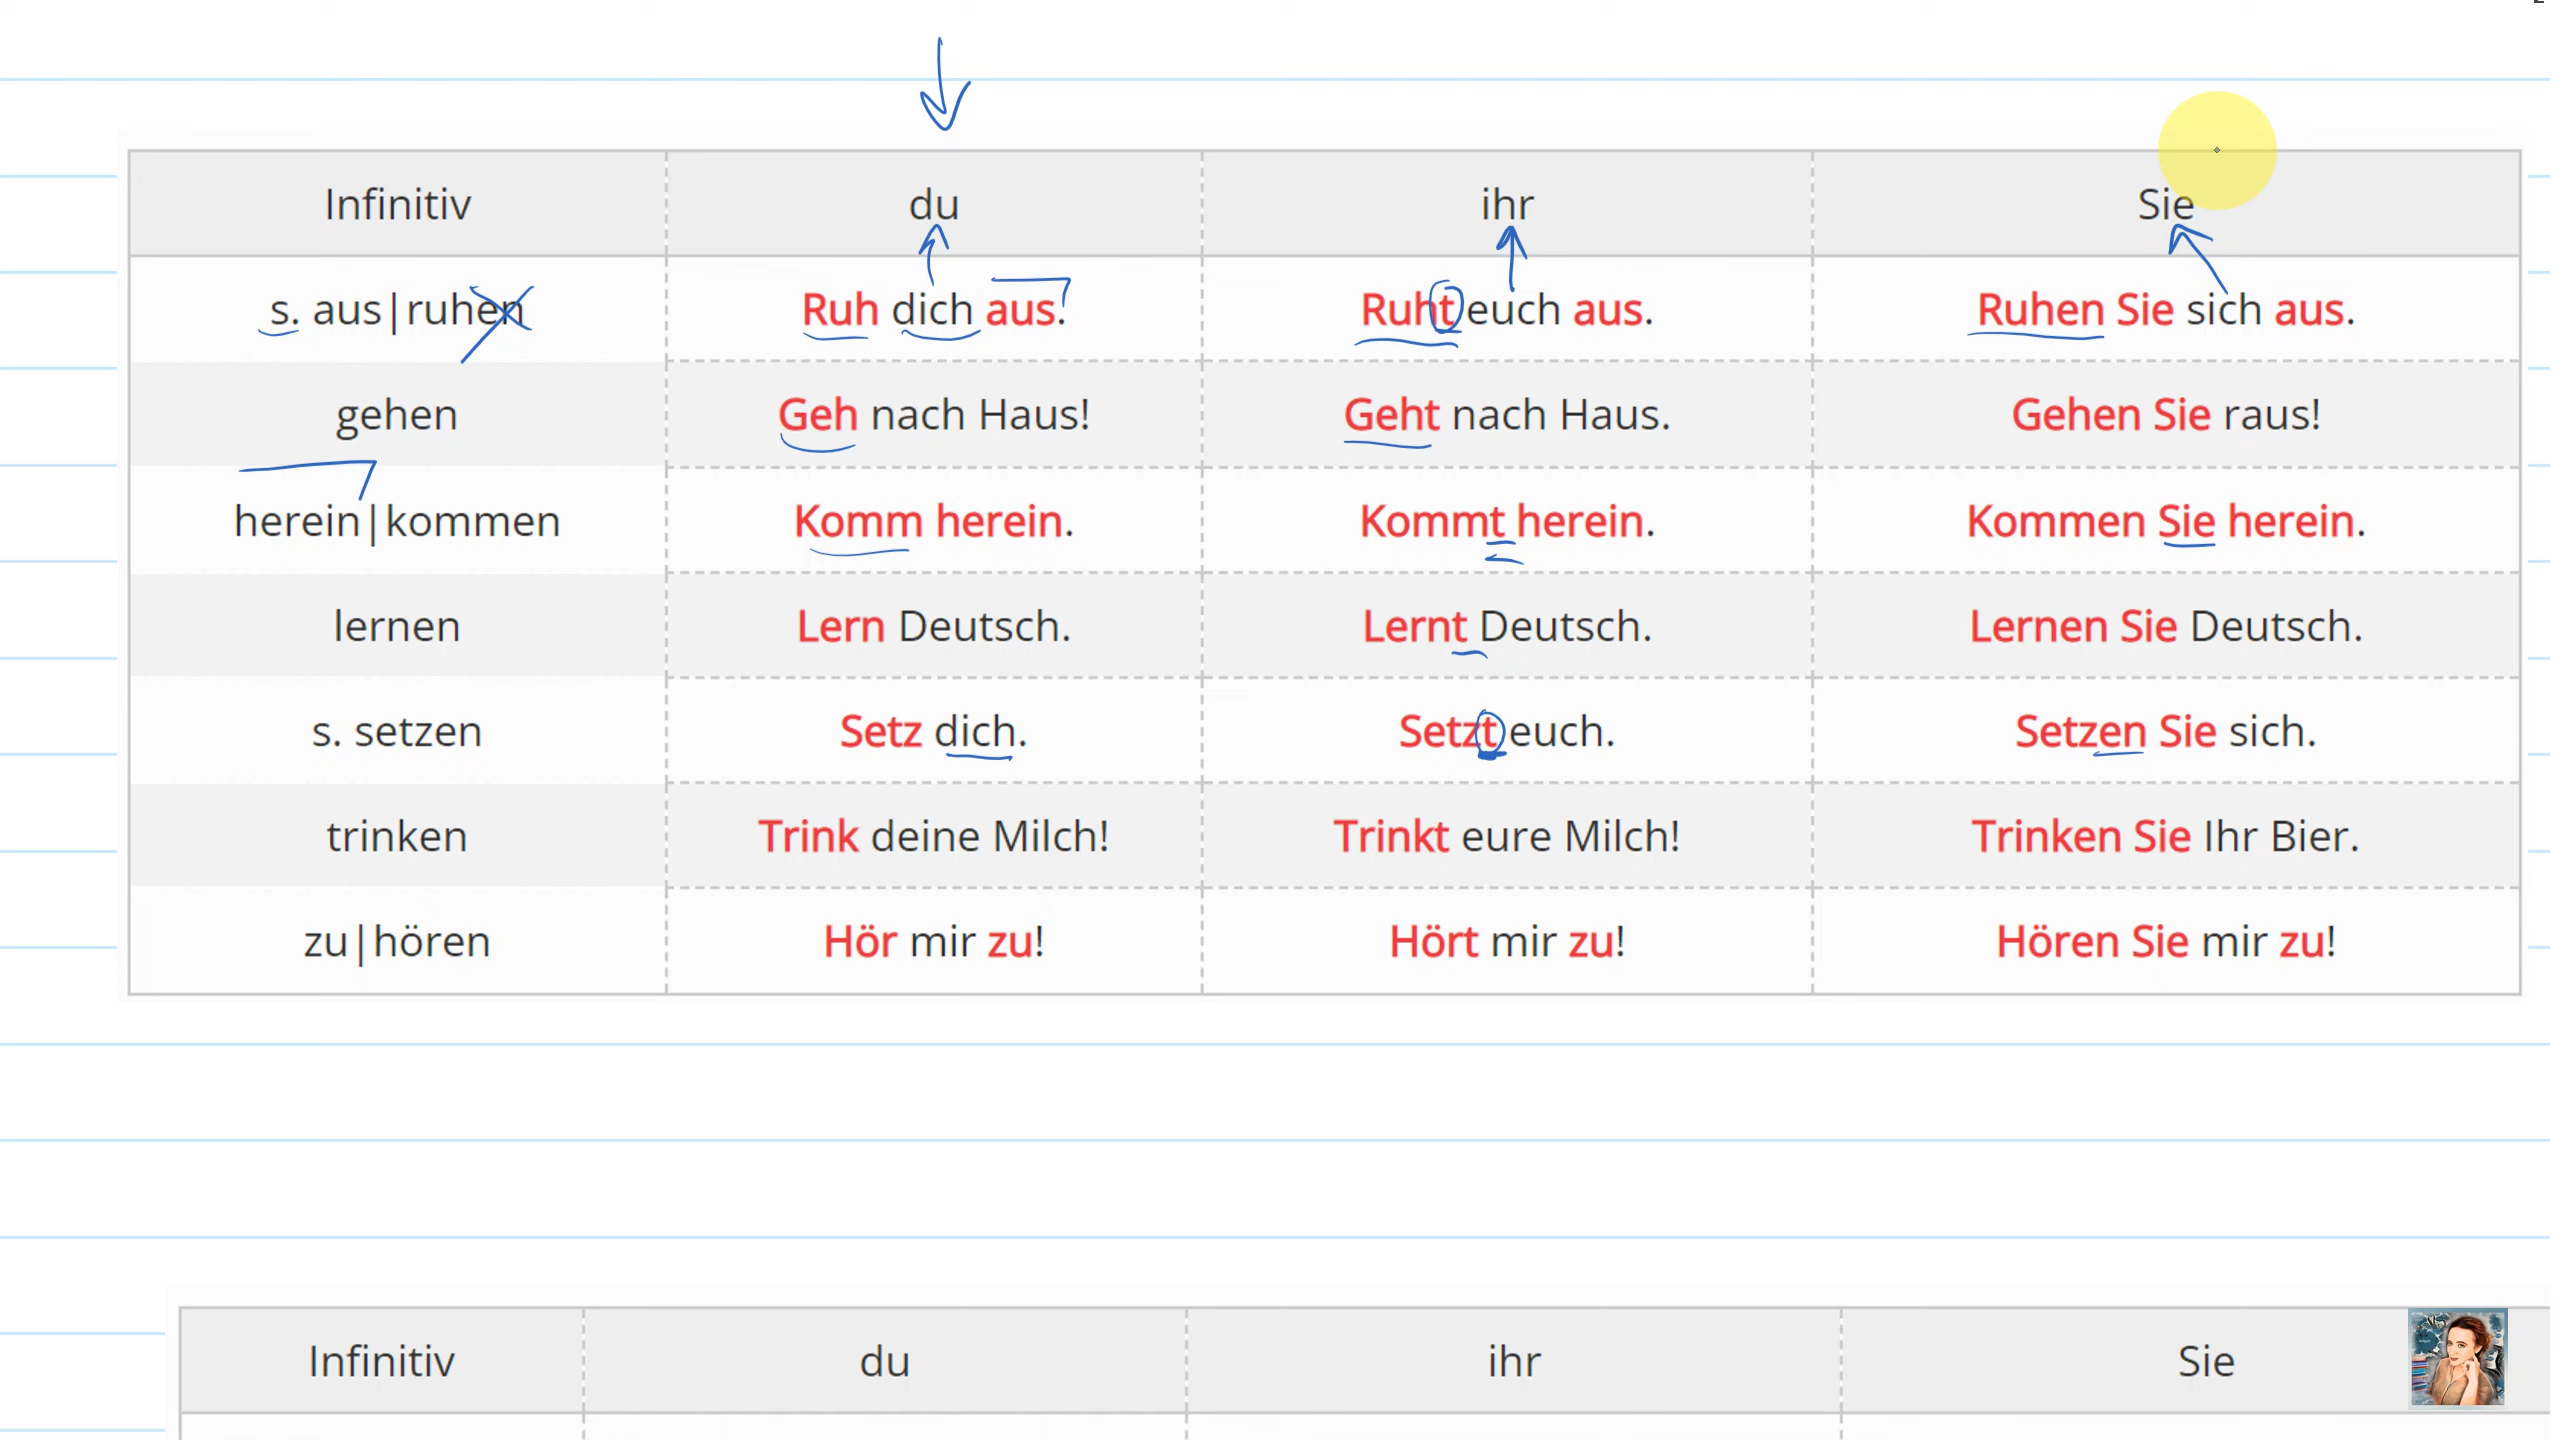 Infinitiv du ihr Sie
s. aus|ruhen Ruh dich aus. Ruht euch aus. Ruhen Sie sich aus.
gehen Geh nach Haus! Geht nach Haus. Gehen Sie raus!
herein|kommen Komm herein. Kommt herein. Kommen Sie herein.
lernen Lern Deutsch. Lernt Deutsch. Lernen Sie Deutsch.
s. setzen Setz dich. Setzt euch. Setzen Sie sich.
trinken Trink deine Milch! Trinkt eure Milch! Trinken Sie Ihr Bier.
zu|hören Hör mir zu! Hört mir zu! Hören Sie mir zu!
Infinitiv du ihr Sie